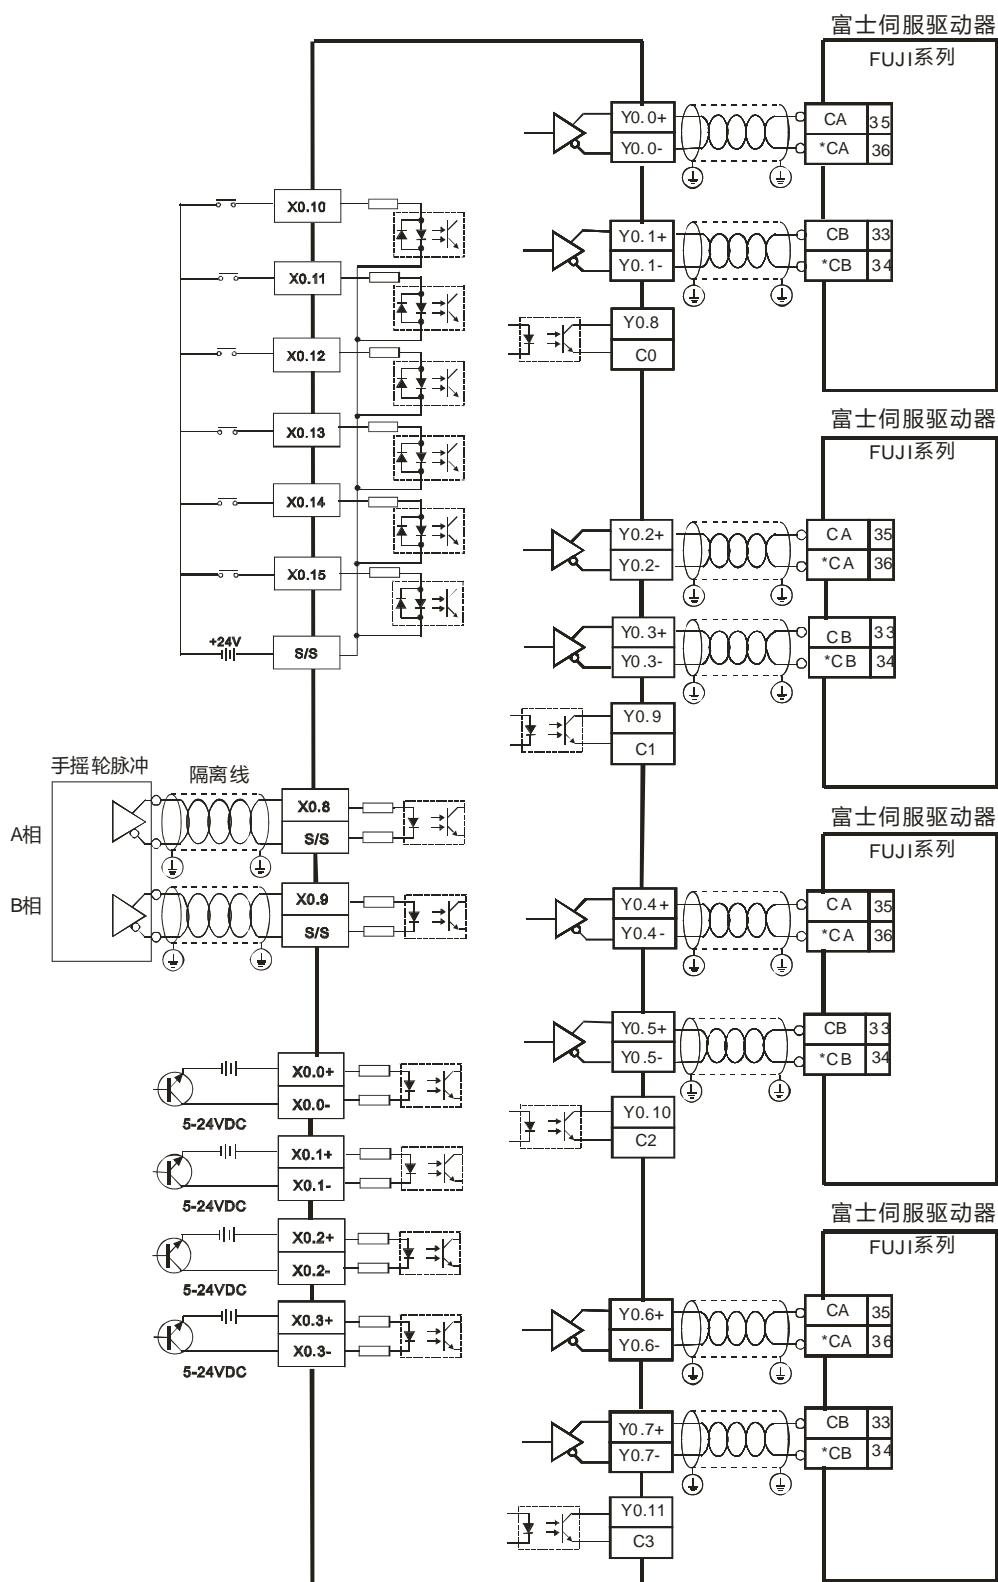 富士伺服驱动器
FUJI系列
Y0.0+
Y0.0-
CA 35
*CA 36
Y0.1+
Y0.1-
CB 33
*CB 34
Y0.8
C0
X0.10
X0.11
X0.12
X0.13
X0.14
X0.15
+24V
S/S
富士伺服驱动器
FUJI系列
Y0.2+
Y0.2-
CA 35
*CA 36
Y0.3+
Y0.3-
CB 33
*CB 34
Y0.9
C1
手摇轮脉冲
隔离线
A相
X0.8
S/S
B相
X0.9
S/S
富士伺服驱动器
FUJI系列
Y0.4+
Y0.4-
CA 35
*CA 36
Y0.5+
Y0.5-
CB 33
*CB 34
Y0.10
C2
X0.0+
X0.0-
5-24VDC
X0.1+
X0.1-
5-24VDC
X0.2+
X0.2-
5-24VDC
X0.3+
X0.3-
5-24VDC
富士伺服驱动器
FUJI系列
Y0.6+
Y0.6-
CA 35
*CA 36
Y0.7+
Y0.7-
CB 33
*CB 34
Y0.11
C3